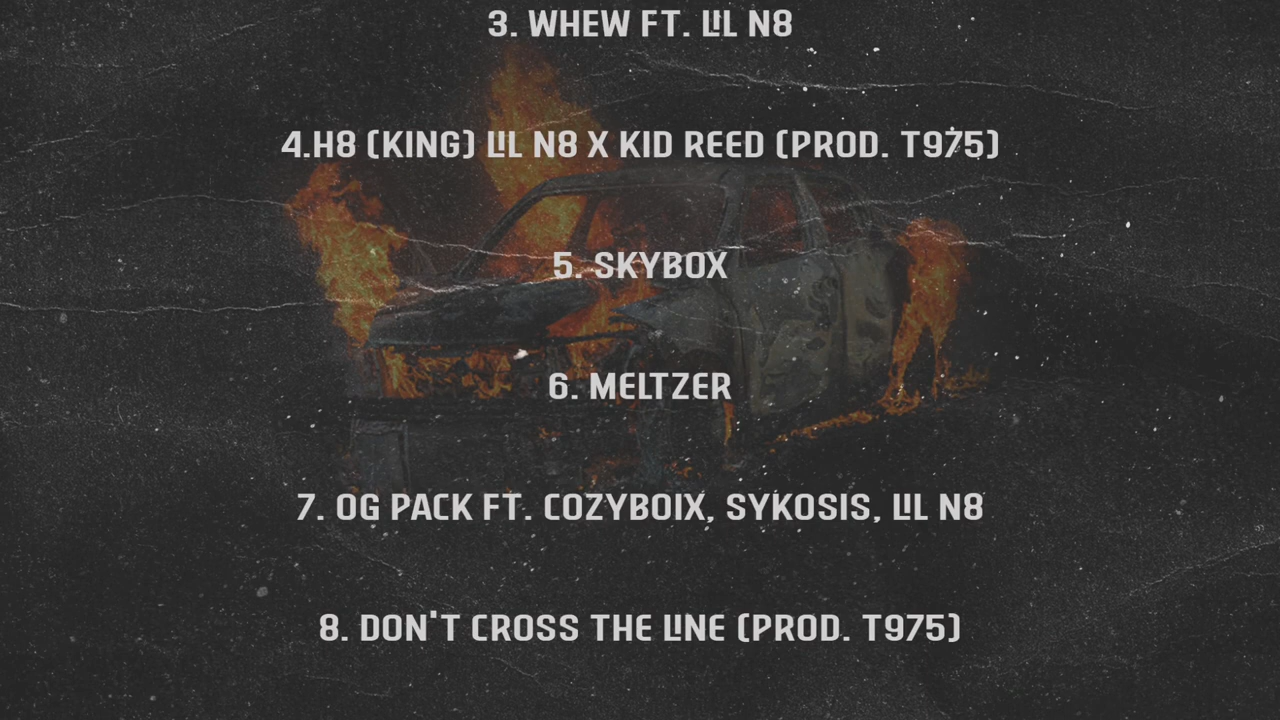 3. WHEW FT. LIL N8
4.H8 (KING) LIL N8 X KID REED (PROD. T975)
5. SKYBOX
6. MELTZER
7. OG PACK FT. COZYBOIX, SYKOSIS, LIL N8
8. DON'T CROSS THE LINE (PROD. T975)